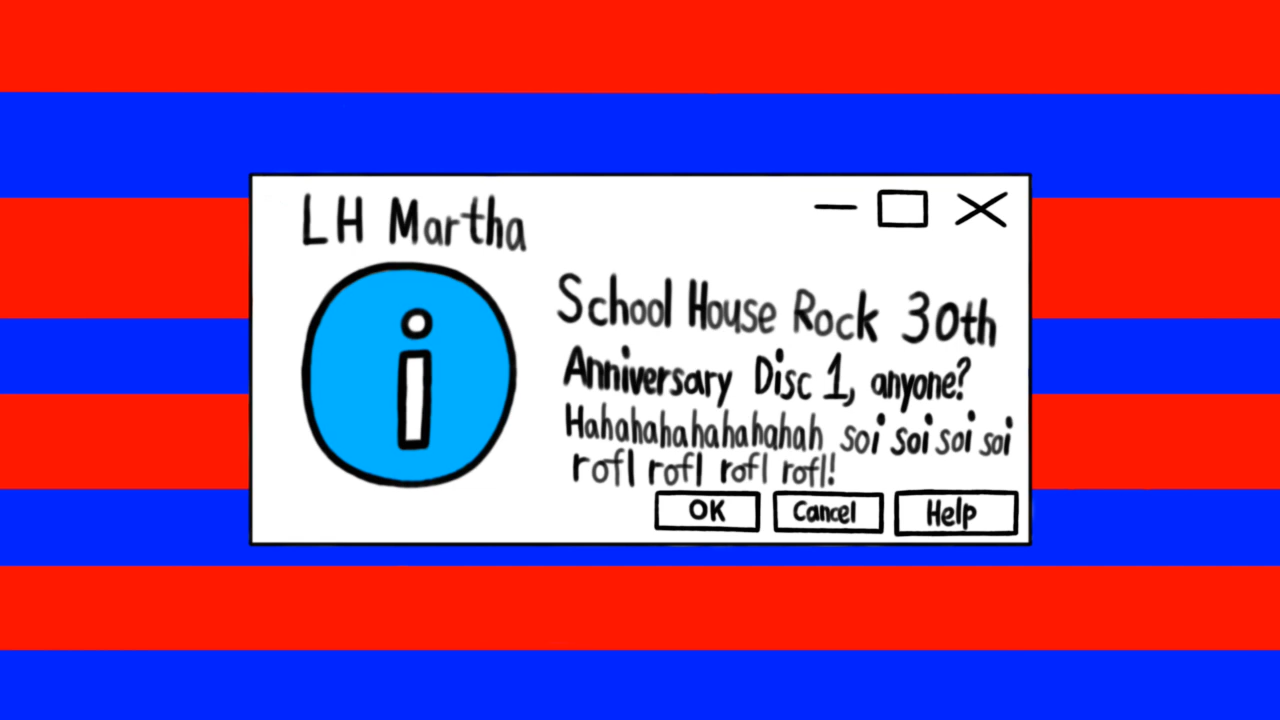 LH Martha
i
School House Rock 30th
Anniversary Disc 1, anyone?
Hahahahahahahahah soi soi soi soi
rofl rofl rofl rofl!
OK Cancel Help